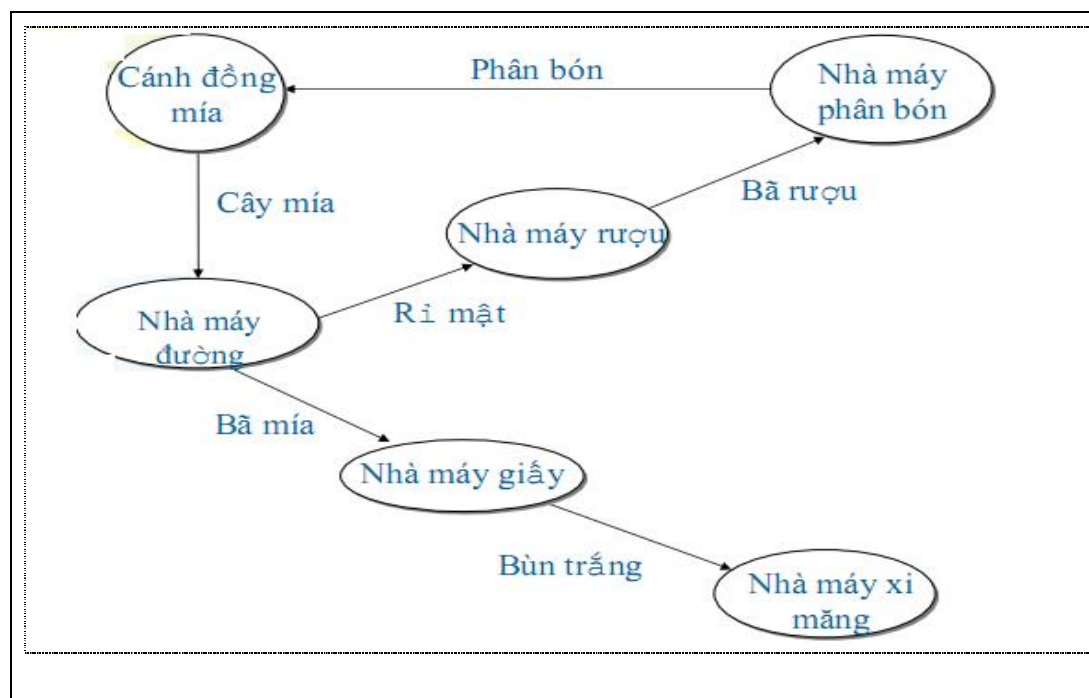 Cánh đồng
mía
Phân bón
Nhà máy
phân bón
Cây mía
Bã rượu
Nhà máy rượu
Rỉ mật
Nhà máy
đường
Bã mía
Nhà máy giấy
Bùn trắng
Nhà máy xi
măng